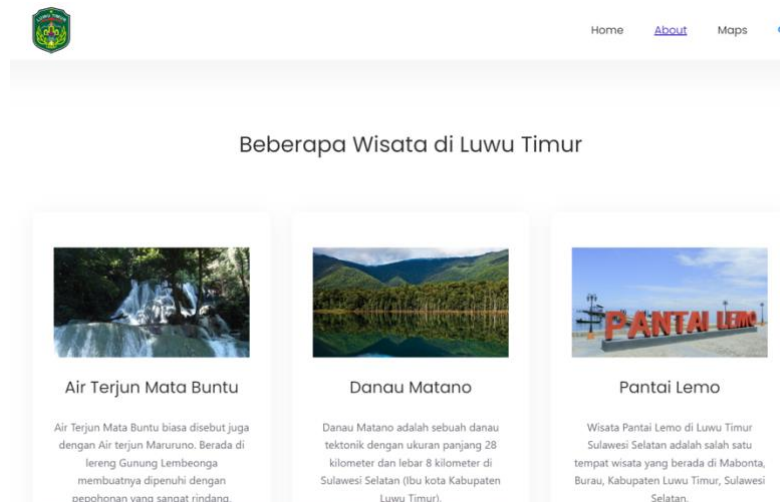 Home About Maps
Beberapa Wisata di Luwu Timur
PANTAI LEMO
Air Terjun Mata Buntu
Air Terjun Mata Buntu biasa disebut juga
dengan Air terjun Maruruno. Berada di
lereng Gunung Lembeonga
membuatnya dipenuhi dengan
pepohonan yang sangat rindang.
Danau Matano
Danau Matano adalah sebuah danau
tektonik dengan ukuran panjang 28
kilometer dan lebar 8 kilometer di
Sulawesi Selatan (Ibu kota Kabupaten
Luwu Timur).
Pantai Lemo
Wisata Pantai Lemo di Luwu Timur
Sulawesi Selatan adalah salah satu
tempat wisata yang berada di Mabonta,
Burau, Kabupaten Luwu Timur, Sulawesi
Selatan.